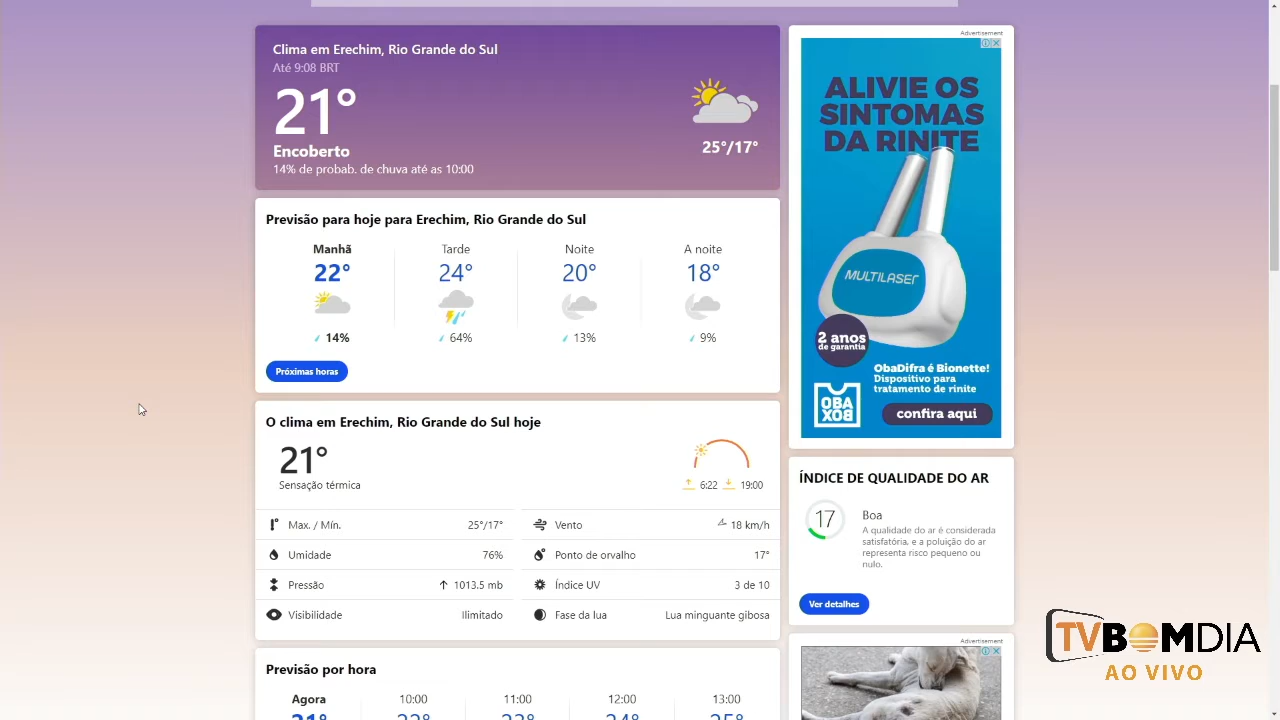 Clima em Erechim, Rio Grande do Sul
Até 9:08 BRT
21°
Encoberto
14% de probab. de chuva até as 10:00
25°/17°
Previsão para hoje para Erechim, Rio Grande do Sul
Manhã Tarde Noite A noite
22° 24° 20° 18°
14% 64% 13% 9%
Próximas horas
O clima em Erechim, Rio Grande do Sul hoje
21°
Sensação térmica
6:22 19:00
Max. / Mín. 25°/17°
Vento 18 km/h
Umidade 76%
Ponto de orvalho 17°
Pressão ↑ 1013.5 mb
Índice UV 3 de 10
Visibilidade Ilimitado
Fase da lua Lua minguante gibosa
Previsão por hora
Agora 10:00 11:00 12:00 13:00
21° 22° 23° 24° 25°
Advertisement
ALIVIE OS
SINTOMAS
DA RINITE
MULTILASER
2 anos
de garantia
ObaDifra é Bionette!
Dispositivo para
tratamento de rinite
OBA
BOX
confira aqui
ÍNDICE DE QUALIDADE DO AR
17
Boa
A qualidade do ar é considerada
satisfatória, e a poluição do ar
representa risco pequeno ou
nulo.
Ver detalhes
Advertisement
TVBOMDIA
AO VIVO